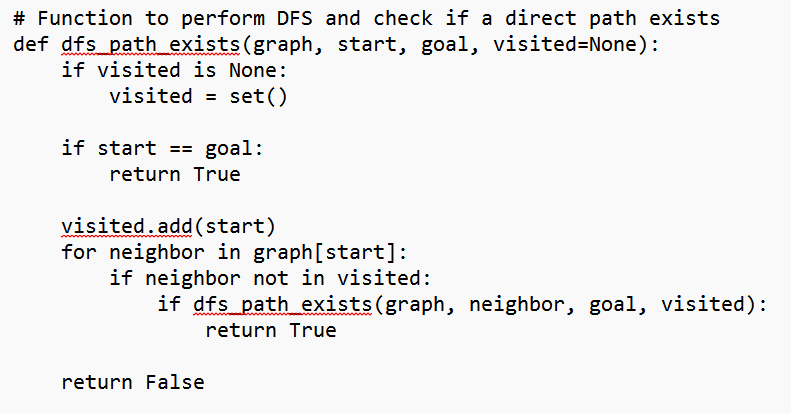 # Function to perform DFS and check if a direct path exists
def dfs_path_exists(graph, start, goal, visited=None):
    if visited is None:
        visited = set()

    if start == goal:
        return True

    visited.add(start)
    for neighbor in graph[start]:
        if neighbor not in visited:
            if dfs_path_exists(graph, neighbor, goal, visited):
                return True

    return False